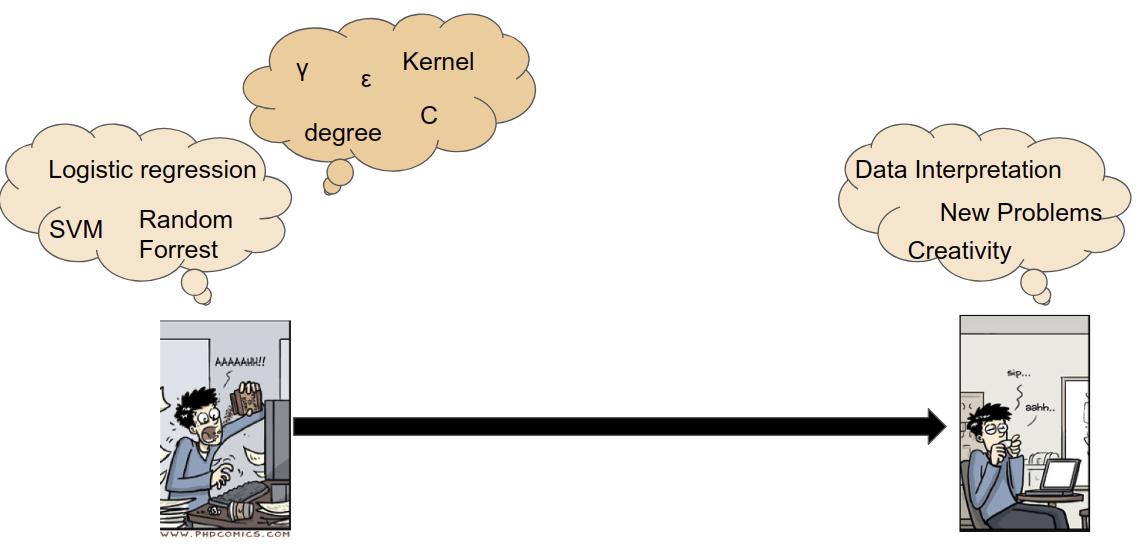 γ
ε
Kernel
C
degree
Logistic regression
SVM
Random
Forrest
Data Interpretation
New Problems
Creativity
AAAAAHH!!
sip...
aahh..
WWW.PHDCOMICS.COM